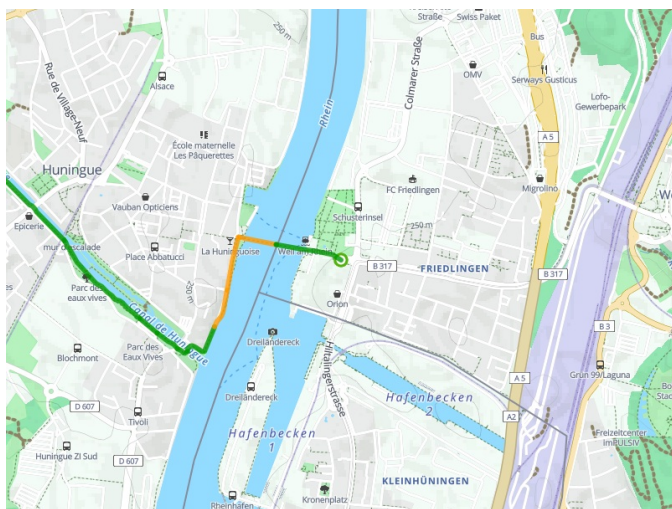 Straße
Swiss Paket
Bus
250 m
Rue de Village-Neuf
Alsace
Rhein
Colmarer Straße
OMV
Serways Gusticus
Lofo-
Gewerbepark
A 5
École maternelle
Les Pâquerettes
Huningue
Vauban Opticiens
FC Friedlingen
Migrolino
Schusterinsel
Epicerie
250 m
mur d'escalade
Place Abbatucci
La Huninguoise
B 317
FRIEDLINGEN
B 317
Parc des
eaux vives
250 m
Orion
Canal de Huningue
Dreiländereck
B 3
Blochmont
Parc des
Eaux Vives
Hiltalingerstrasse
Grün 99/Laguna
Dreiländereck
A 5
D 607
Hafenbecken
2
A2
Tivoli
Hafenbecken
1
Freizeitcenter
impULSIV
Huningue ZI Sud
D 607
KLEINHÜNINGEN
Rheinhafen
Kronenplatz